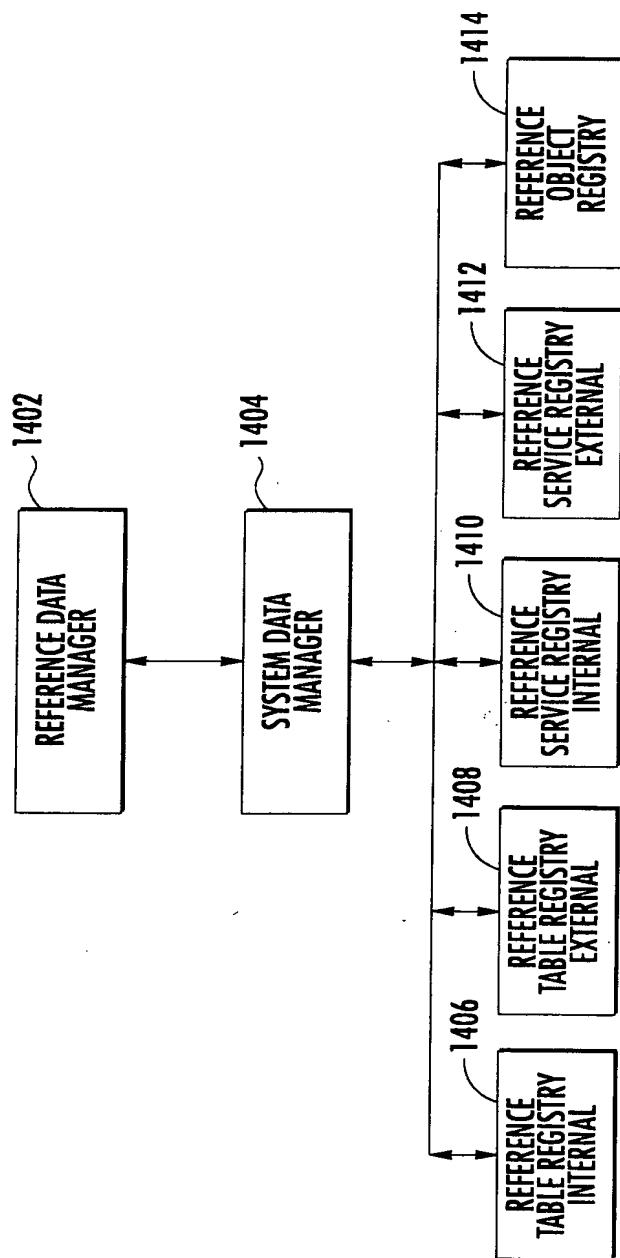 1402
REFERENCE DATA
MANAGER
1404
SYSTEM DATA
MANAGER
1406
REFERENCE
TABLE REGISTRY
INTERNAL
1408
REFERENCE
TABLE REGISTRY
EXTERNAL
1410
REFERENCE
SERVICE REGISTRY
INTERNAL
1412
REFERENCE
SERVICE REGISTRY
EXTERNAL
1414
REFERENCE
OBJECT
REGISTRY